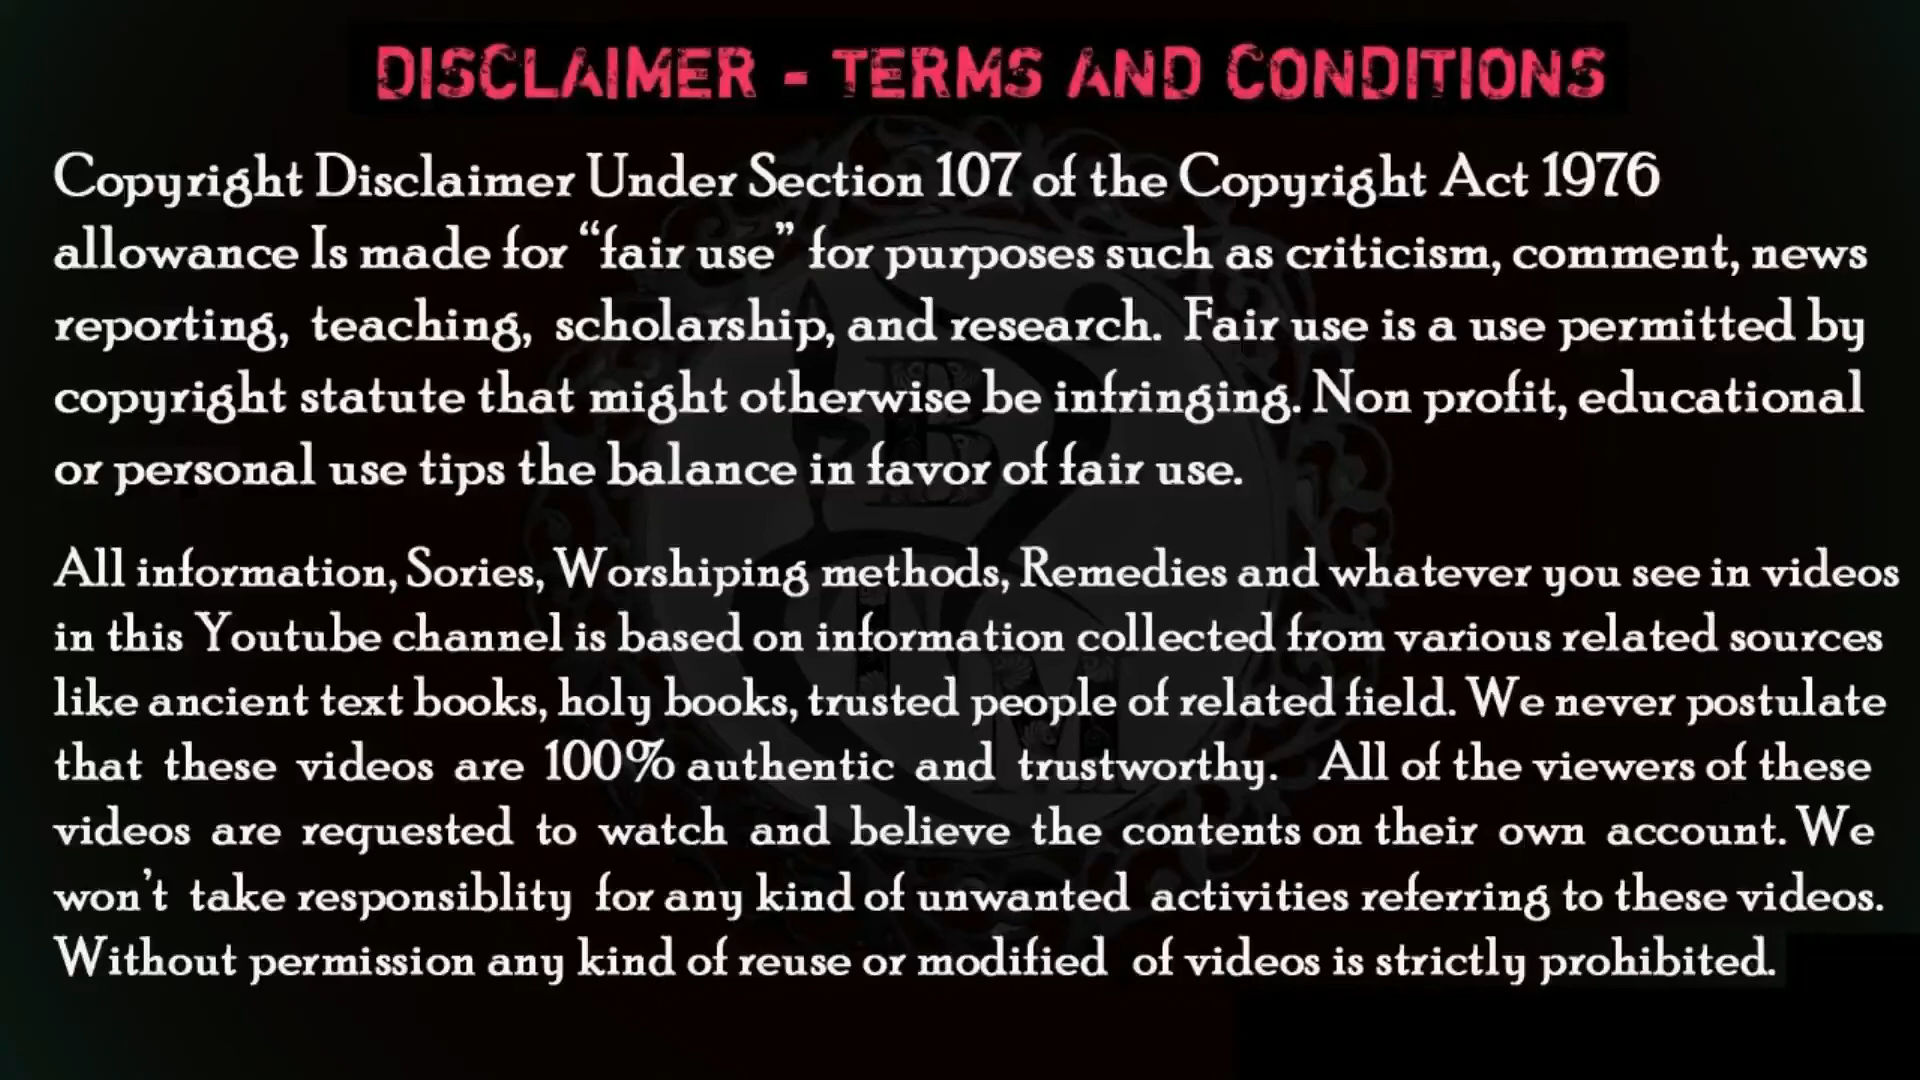 DISCLAIMER - TERMS AND CONDITIONS
Copyright Disclaimer Under Section 107 of the Copyright Act 1976
allowance Is made for “fair use” for purposes such as criticism, comment, news
reporting, teaching, scholarship, and research. Fair use is a use permitted by
copyright statute that might otherwise be infringing. Non profit, educational
or personal use tips the balance in favor of fair use.
All information, Sories, Worshiping methods, Remedies and whatever you see in videos
in this Youtube channel is based on information collected from various related sources
like ancient text books, holy books, trusted people of related field. We never postulate
that these videos are 100% authentic and trustworthy. All of the viewers of these
videos are requested to watch and believe the contents on their own account. We
won't take responsiblity for any kind of unwanted activities referring to these videos.
Without permission any kind of reuse or modified of videos is strictly prohibited.
B
T
M